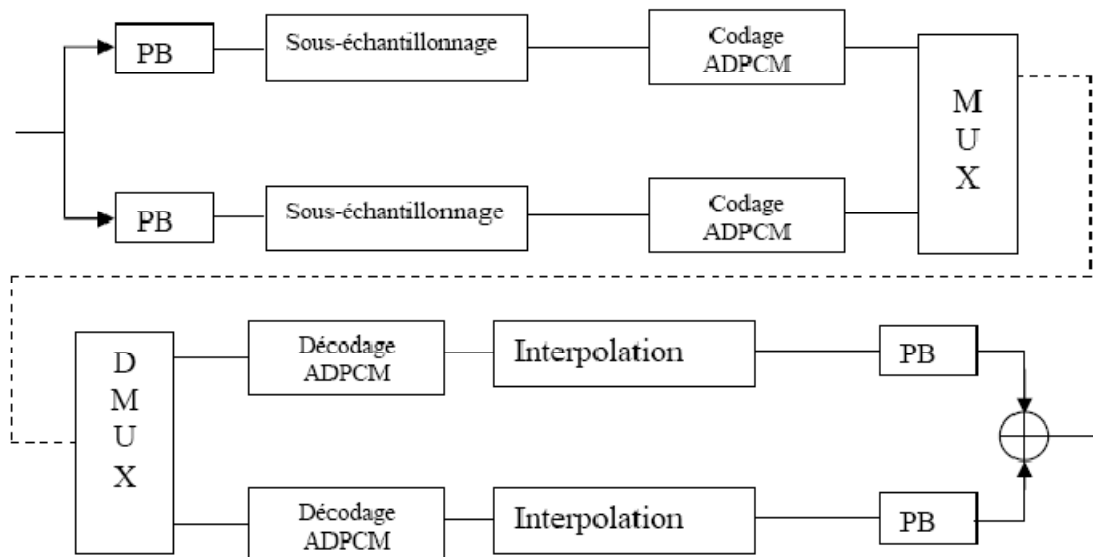 PB
Sous-échantillonnage
Codage
ADPCM
M
U
X
PB
Sous-échantillonnage
Codage
ADPCM
D
M
U
X
Décodage
ADPCM
Interpolation
PB
Décodage
ADPCM
Interpolation
PB